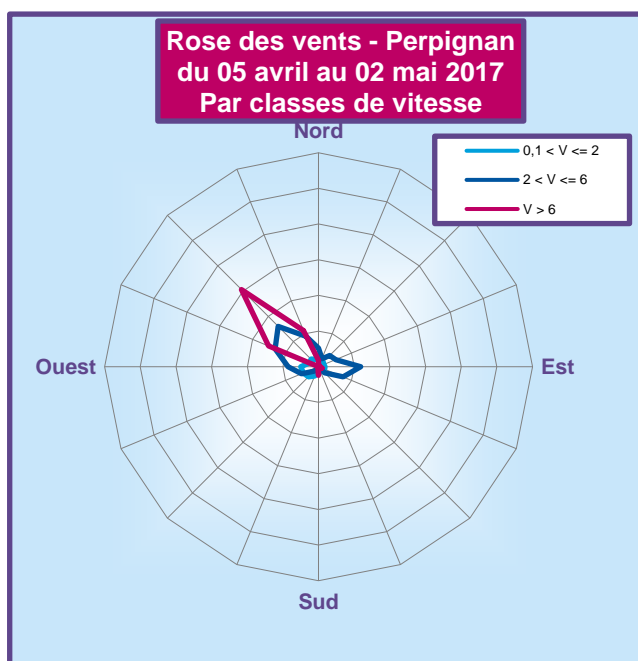 Rose des vents - Perpignan
du 05 avril au 02 mai 2017
Par classes de vitesse
Nord
0,1 < V <= 2
2 < V <= 6
V > 6
Ouest
Est
Sud